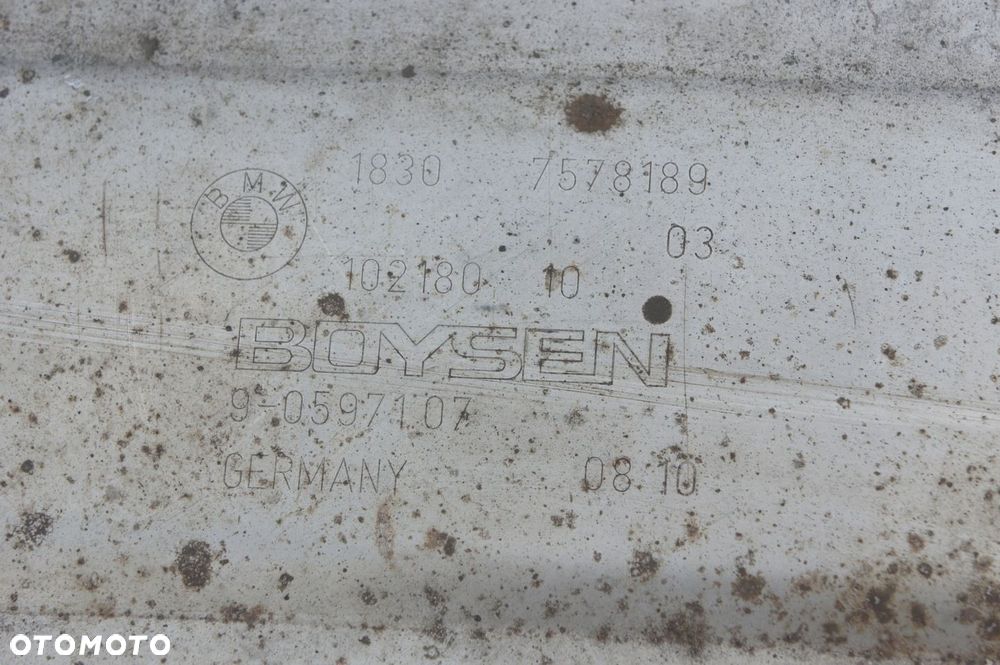 BMW
1830 7578189
03
102180 10
BOYSEN
9-0597107
GERMANY 08 10
OTOMOTO